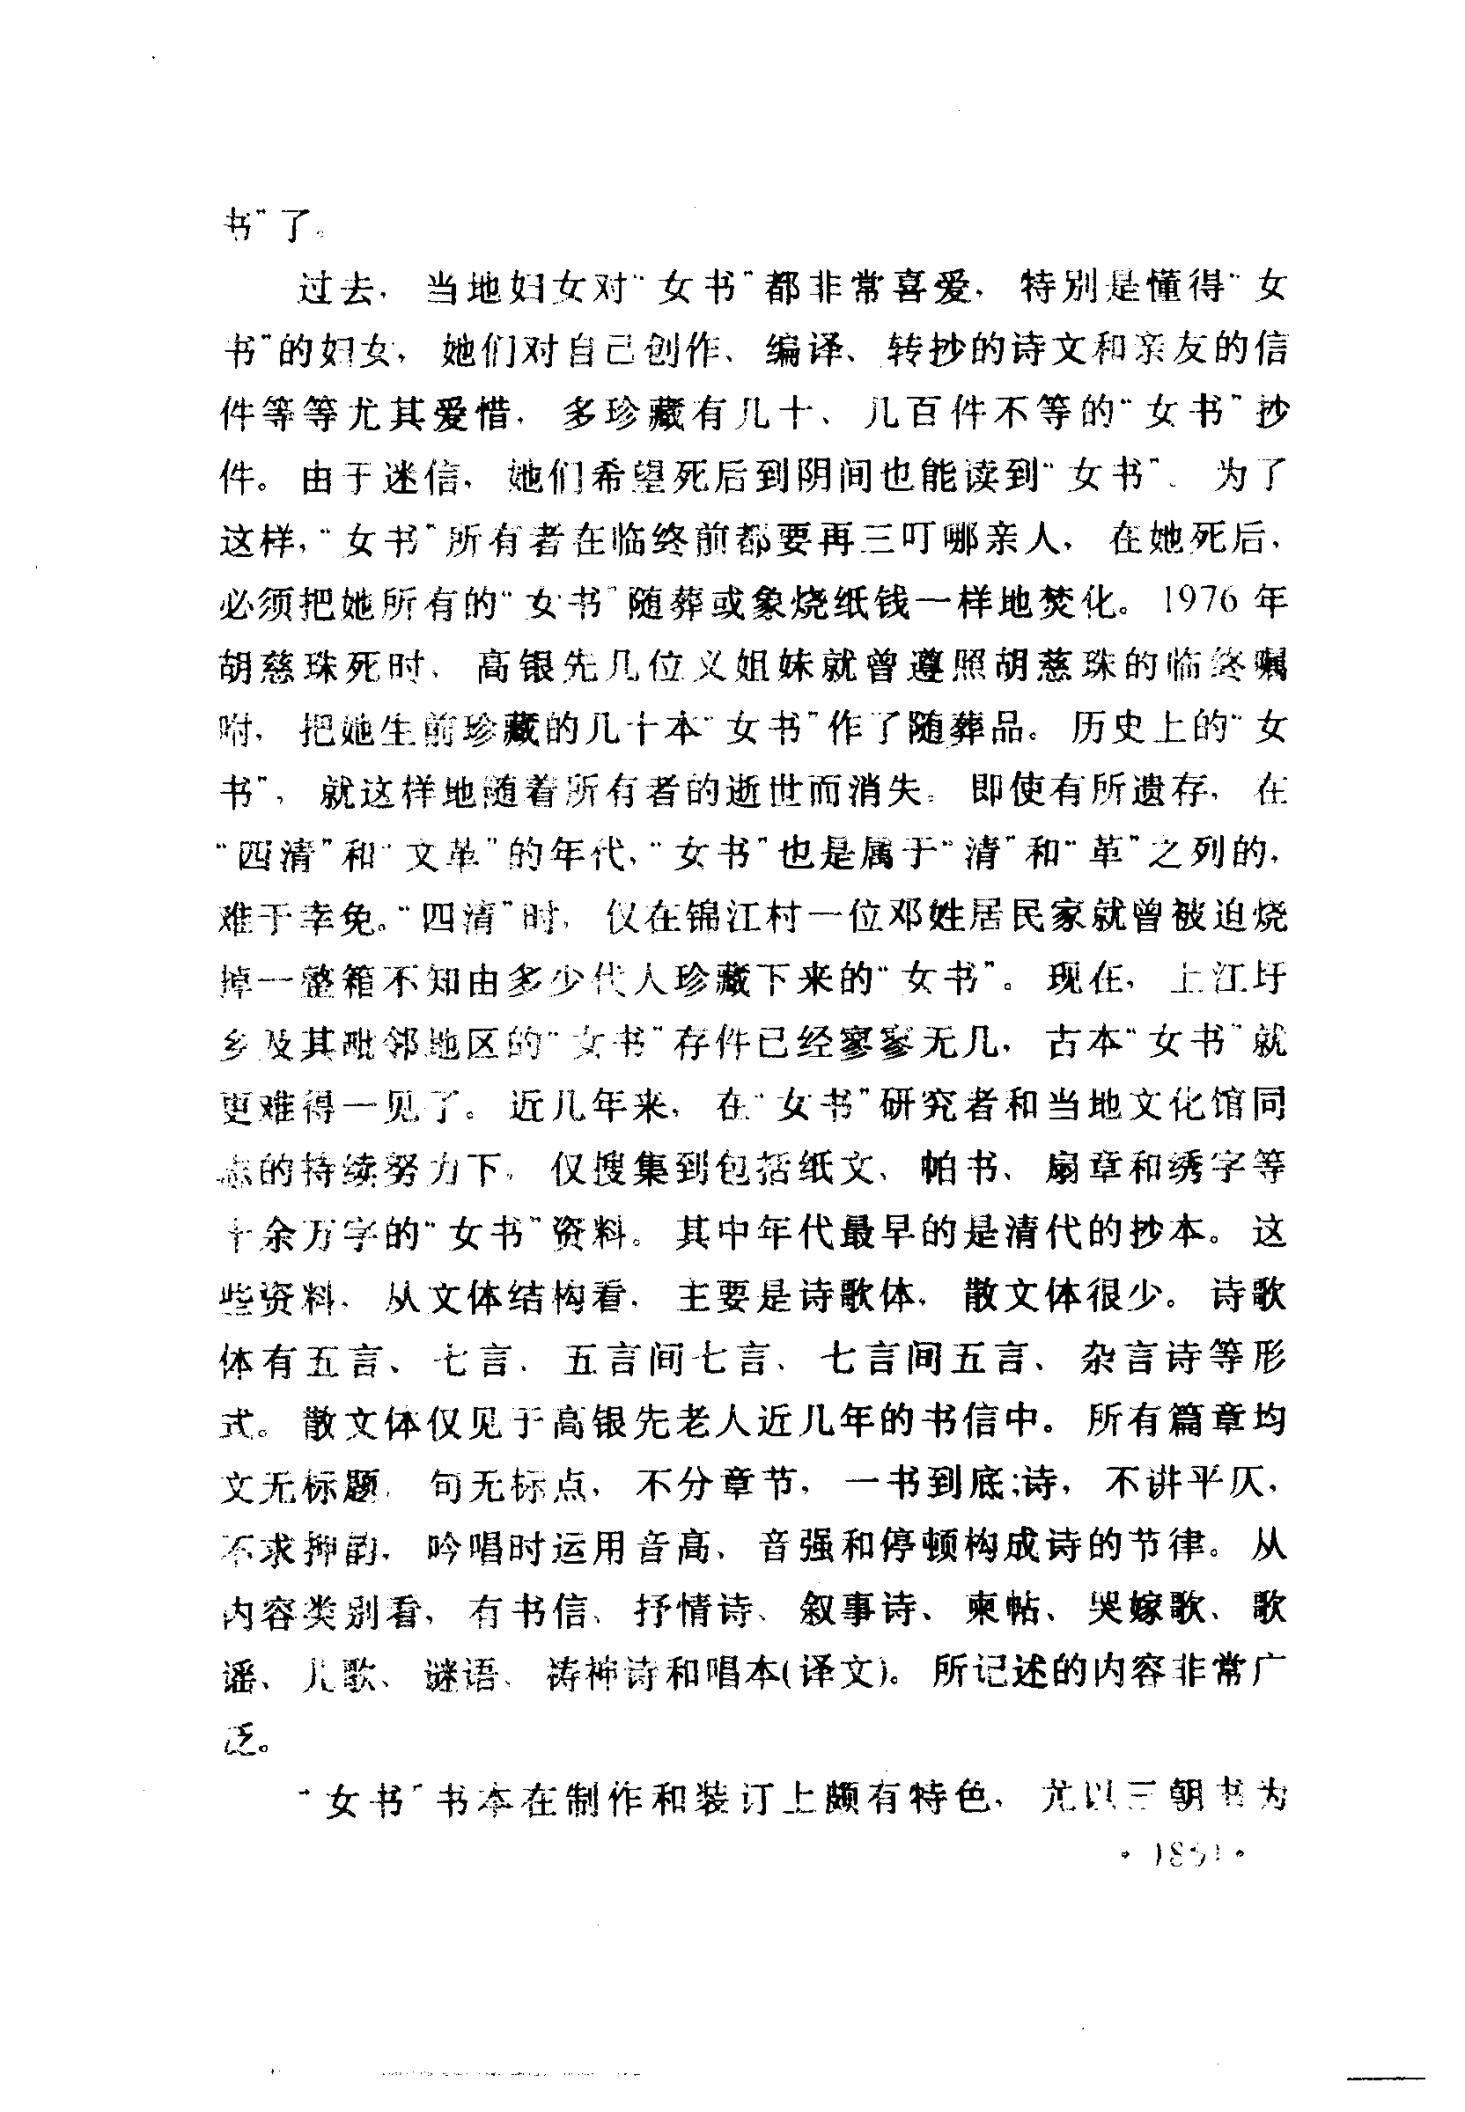 书”了。
过去，当地妇女对“女书”都非常喜爱，特别是懂得“女
书”的妇女，她们对自己创作、编译、转抄的诗文和亲友的信
件等等尤其爱惜，多珍藏有几十、几百件不等的“女书”抄
件。由于迷信，她们希望死后到阴间也能读到“女书”、为了
这样，“女书”所有者在临终前都要再三叮哪亲人，在她死后，
必须把她所有的“女书”随葬或象烧纸钱一样地焚化。1976年
胡慈珠死时，高银先几位义姐妹就曾遵照胡慈珠的临终嘱
咐，把她生前珍藏的几十本“女书”作了随葬品。历史上的“女
书”，就这样地随着所有者的逝世而消失。即使有所遗存，在
“四清”和“文革”的年代，“女书”也是属于“清”和“革”之列的，
难于幸免。“四清”时，仅在锦江村一位邓姓居民家就曾被迫烧
掉一整箱不知由多少代人珍藏下来的“女书”。现在，上江圩
乡及其毗邻地区的“女书”存件已经寥寥无几，古本“女书”就
更难得一见了。近几年来，在“女书”研究者和当地文化馆同
志的持续努力下，仅搜集到包括纸文、帕书、扇章和绣字等
十余万字的“女书”资料。其中年代最早的是清代的抄本。这
些资料，从文体结构看，主要是诗歌体，散文体很少。诗歌
体有五言、七言、五言间七言、七言间五言、杂言诗等形
式。散文体仅见于高银先老人近几年的书信中。所有篇章均
文无标题，句无标点，不分章节，一书到底；诗，不讲平仄，
不求押韵，吟唱时运用音高、音强和停顿构成诗的节律。从
内容类别看，有书信、抒情诗、叙事诗、柬帖、哭嫁歌、歌
谣、儿歌、谜语、祷神诗和唱本（译文）。所记述的内容非常广
泛。
“女书”书本在制作和装订上颇有特色，尤以三朝书为